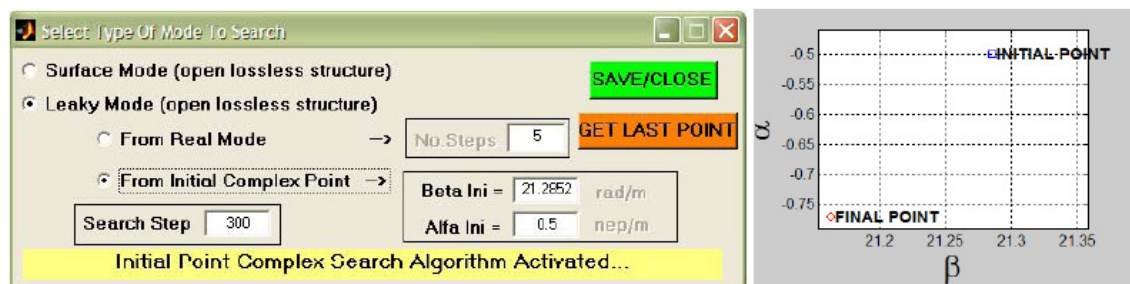 Select Type Of Mode To Search
Surface Mode (open lossless structure)
SAVE/CLOSE
Leaky Mode (open lossless structure)
From Real Mode -> No.Steps 5
GET LAST POINT
From Initial Complex Point -> Beta Ini = 21.2852 rad/m
Search Step 300
Alfa Ini = 0.5 nep/m
Initial Point Complex Search Algorithm Activated...
-0.5
INITIAL POINT
-0.55
-0.6
α
-0.65
-0.7
-0.75
FINAL POINT
21.2 21.25 21.3 21.35
β